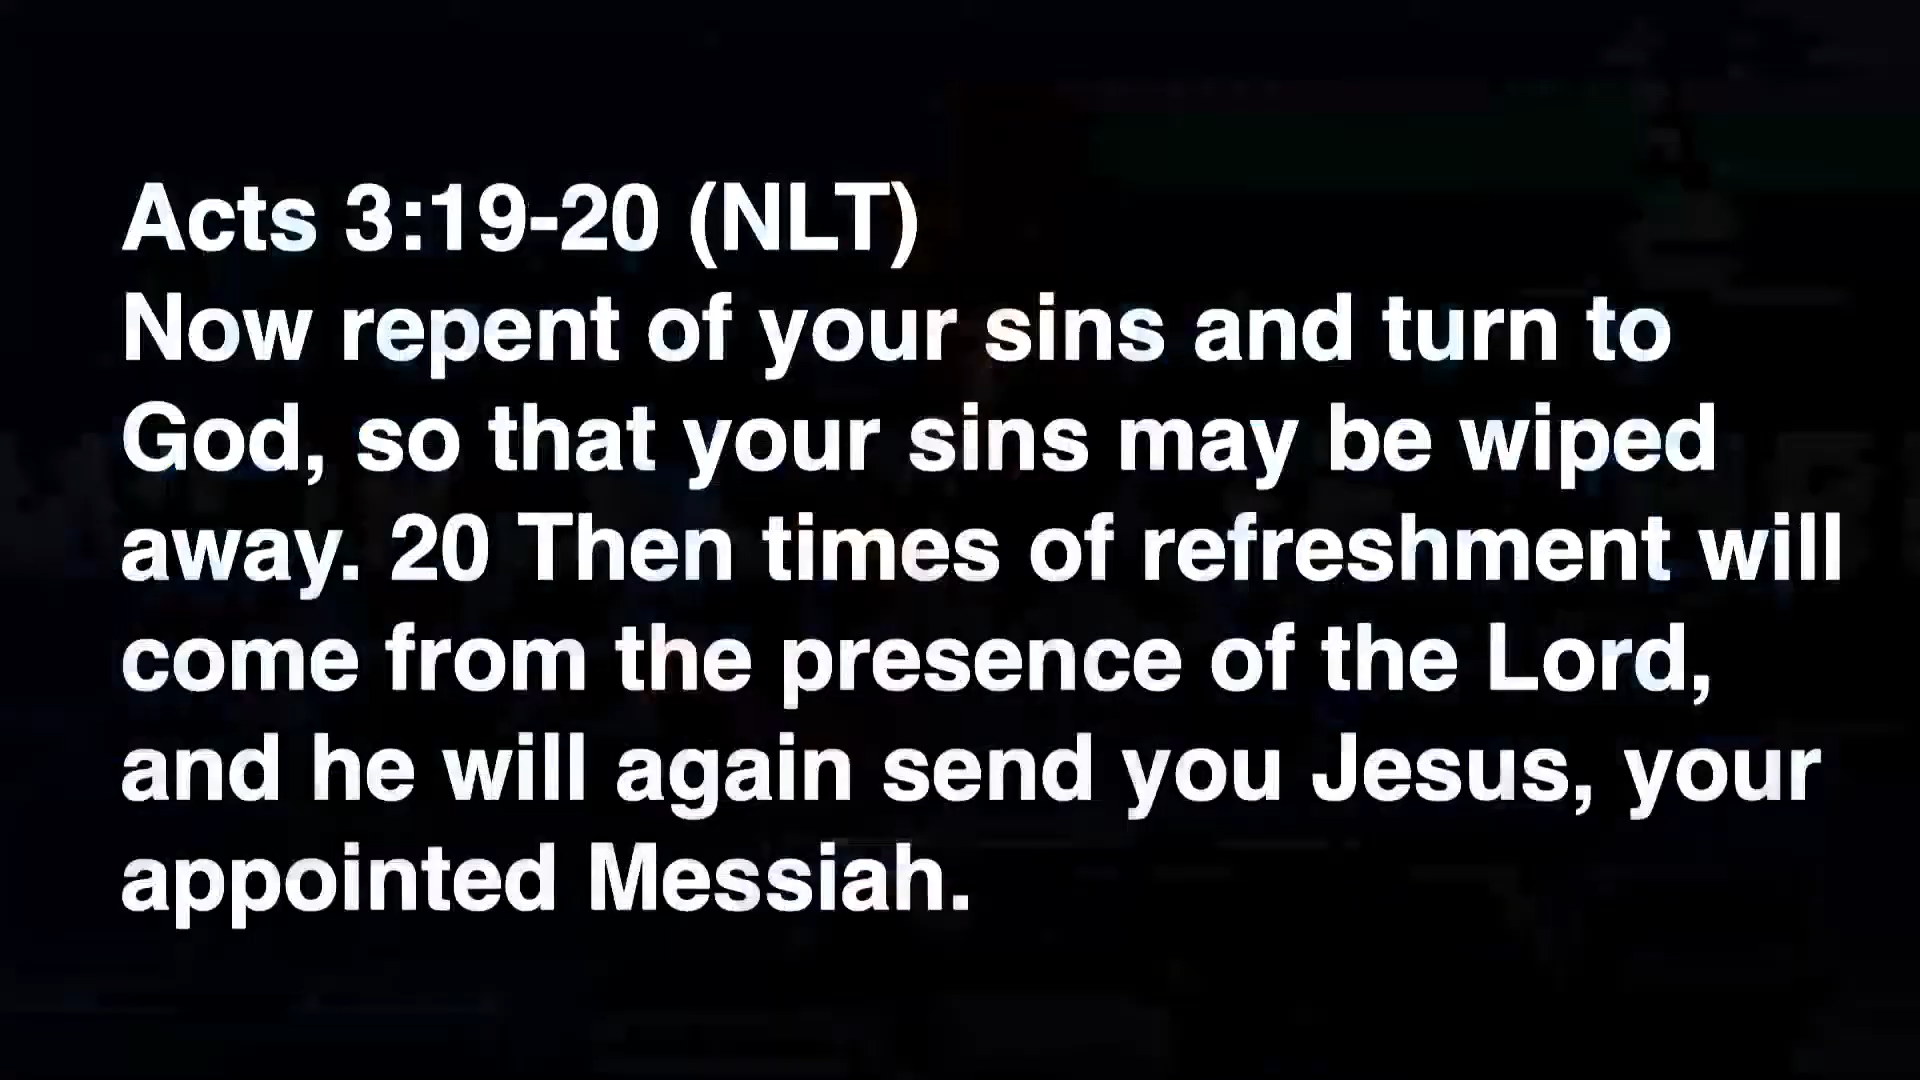 Acts 3:19-20 (NLT)
Now repent of your sins and turn to
God, so that your sins may be wiped
away. 20 Then times of refreshment will
come from the presence of the Lord,
and he will again send you Jesus, your
appointed Messiah.